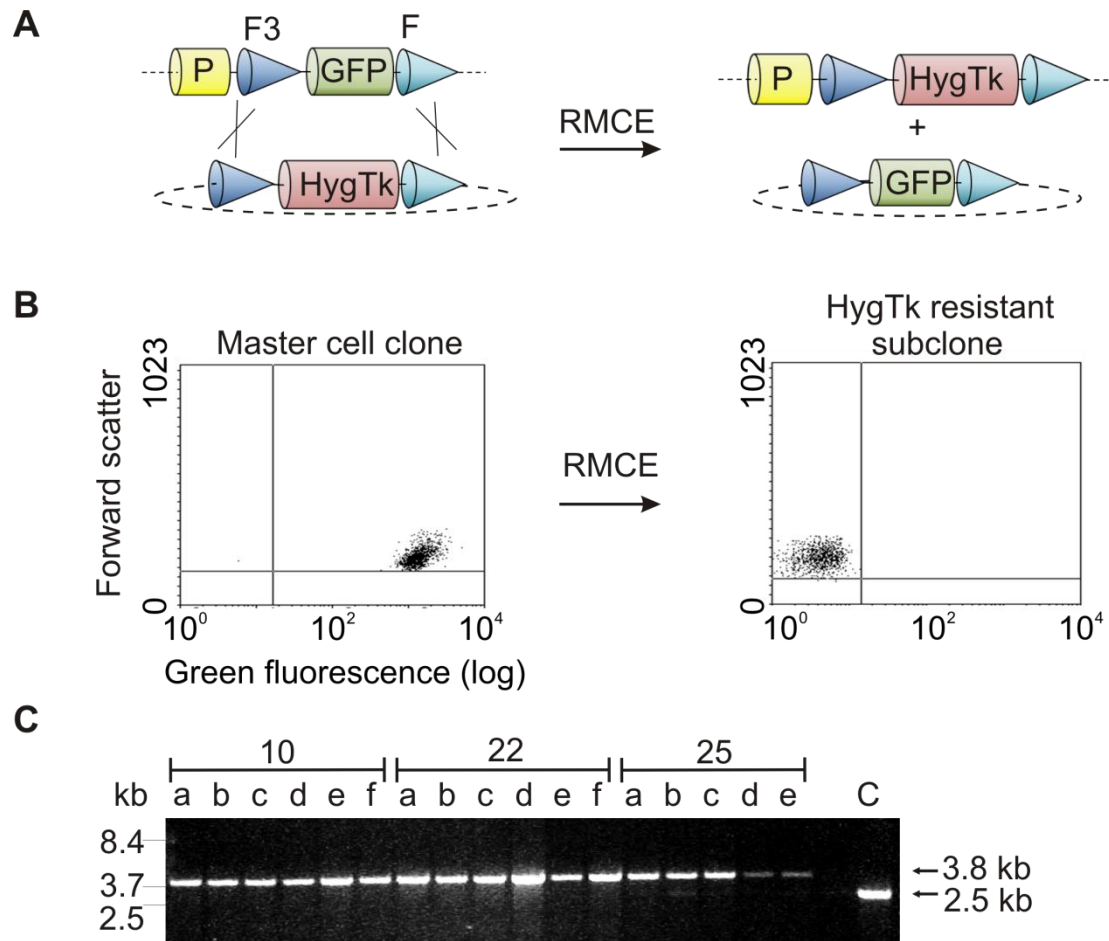 A
F3 F
P GFP
HygTk
RMCE
P HygTk
+
GFP
B
Master cell clone
Forward scatter
1023
0
10^0 10^2 10^4
Green fluorescence (log)
RMCE
HygTk resistant
subclone
1023
0
10^0 10^2 10^4
C
10 22 25
kb a b c d e f a b c d e f a b c d e C
8.4
3.7
2.5
3.8 kb
2.5 kb